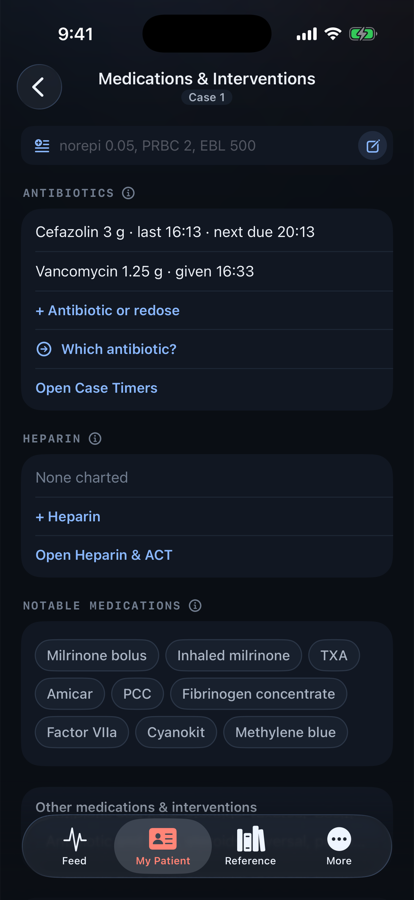 9:41
Medications & Interventions
Case 1
norepi 0.05, PRBC 2, EBL 500
ANTIBIOTICS
Cefazolin 3 g · last 16:13 · next due 20:13
Vancomycin 1.25 g · given 16:33
+ Antibiotic or redose
Which antibiotic?
Open Case Timers
HEPARIN
None charted
+ Heparin
Open Heparin & ACT
NOTABLE MEDICATIONS
Milrinone bolus Inhaled milrinone TXA
Amicar PCC Fibrinogen concentrate
Factor VIIa Cyanokit Methylene blue
Other medications & interventions
Feed My Patient Reference More